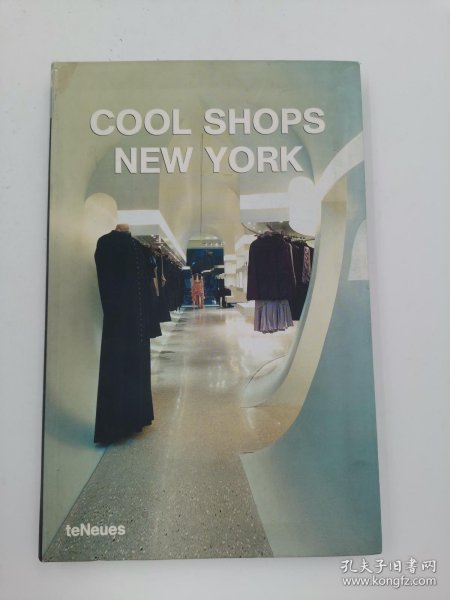 COOL SHOPS
NEW YORK
teNeues
孔夫子旧书网
www.kongfz.com